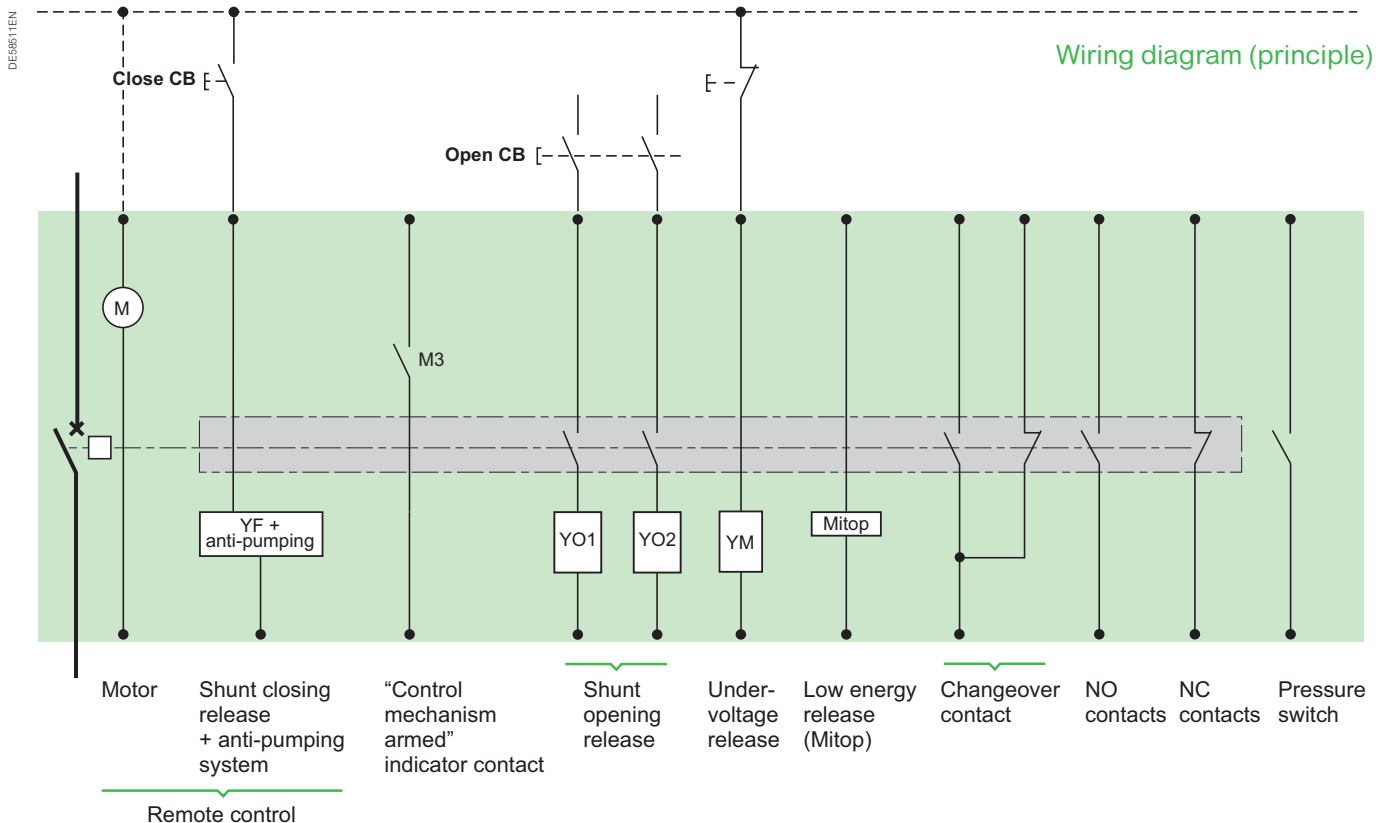 DE58511EN
Wiring diagram (principle)
Close CB
Open CB
M
M3
YF +
anti-pumping
YO1
YO2
YM
Mitop
Motor
Shunt closing
release
+ anti-pumping
system
“Control
mechanism
armed”
indicator contact
Shunt
opening
release
Under-
voltage
release
Low energy
release
(Mitop)
Changeover
contact
NO
contacts
NC
contacts
Pressure
switch
Remote control